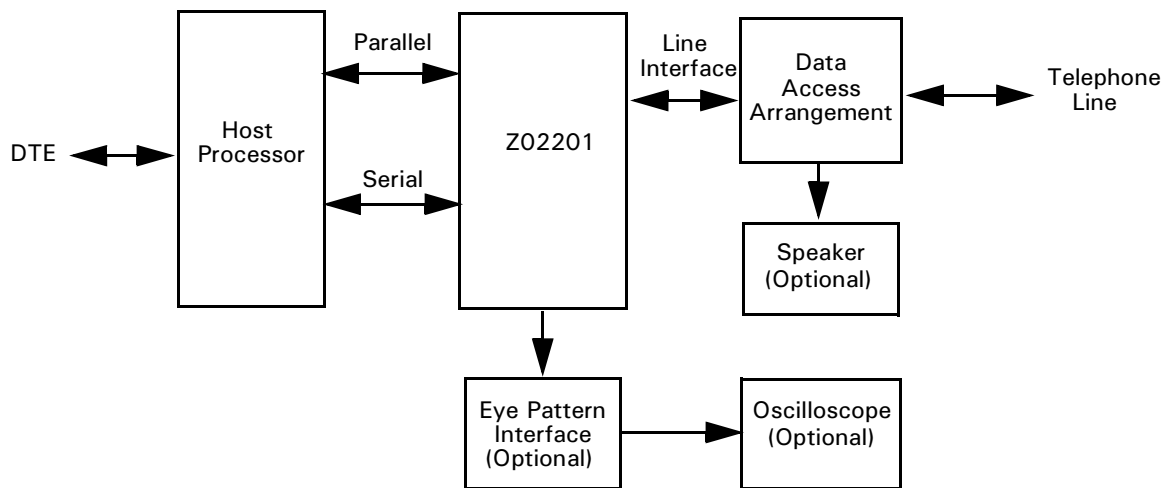 DTE
Host
Processor
Parallel
Serial
Z02201
Line
Interface
Data
Access
Arrangement
Telephone
Line
Speaker
(Optional)
Eye Pattern
Interface
(Optional)
Oscilloscope
(Optional)